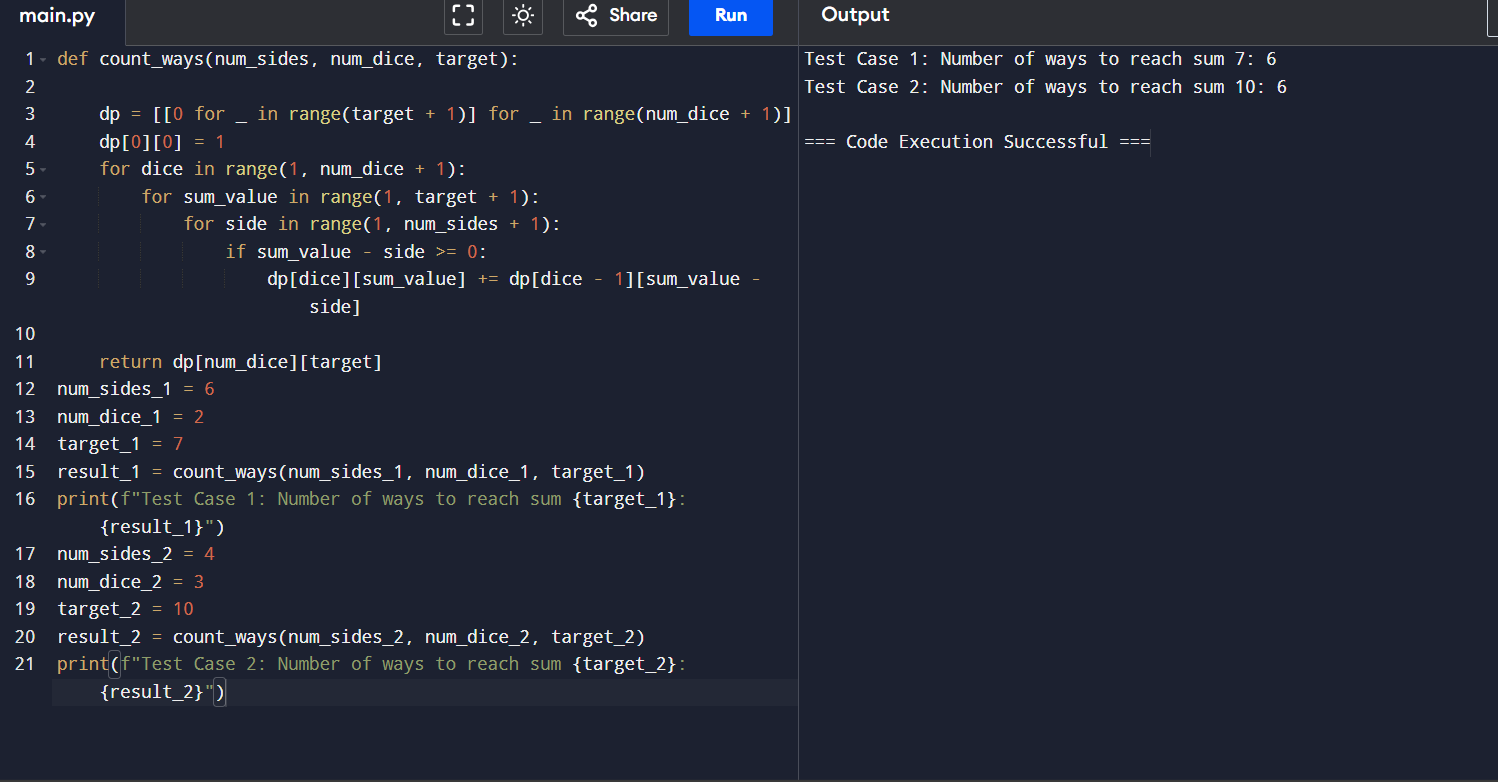 main.py
Share
Run
Output
1 def count_ways(num_sides, num_dice, target):
2
3     dp = [[0 for _ in range(target + 1)] for _ in range(num_dice + 1)]
4     dp[0][0] = 1
5     for dice in range(1, num_dice + 1):
6         for sum_value in range(1, target + 1):
7             for side in range(1, num_sides + 1):
8                 if sum_value - side >= 0:
9                     dp[dice][sum_value] += dp[dice - 1][sum_value -
side]
10
11     return dp[num_dice][target]
12 num_sides_1 = 6
13 num_dice_1 = 2
14 target_1 = 7
15 result_1 = count_ways(num_sides_1, num_dice_1, target_1)
16 print(f"Test Case 1: Number of ways to reach sum {target_1}:
{result_1}")
17 num_sides_2 = 4
18 num_dice_2 = 3
19 target_2 = 10
20 result_2 = count_ways(num_sides_2, num_dice_2, target_2)
21 print(f"Test Case 2: Number of ways to reach sum {target_2}:
{result_2}")
Test Case 1: Number of ways to reach sum 7: 6
Test Case 2: Number of ways to reach sum 10: 6
=== Code Execution Successful ===